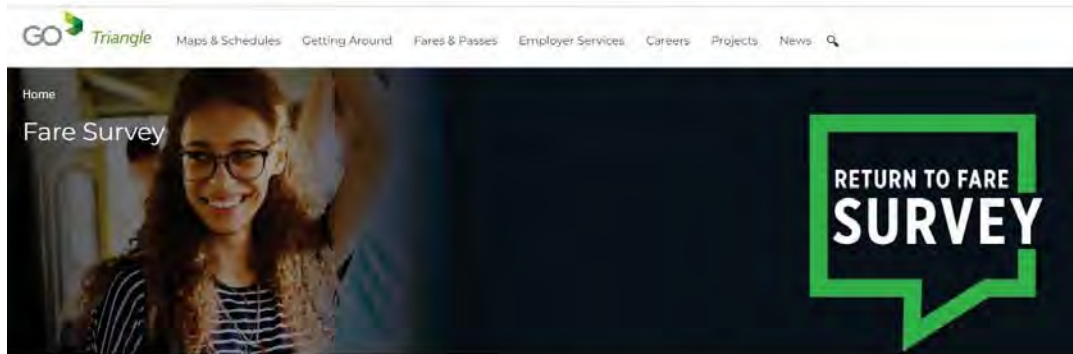 GO Triangle Maps & Schedules Getting Around Fares & Passes Employer Services Careers Projects News
Home
Fare Survey
RETURN TO FARE
SURVEY